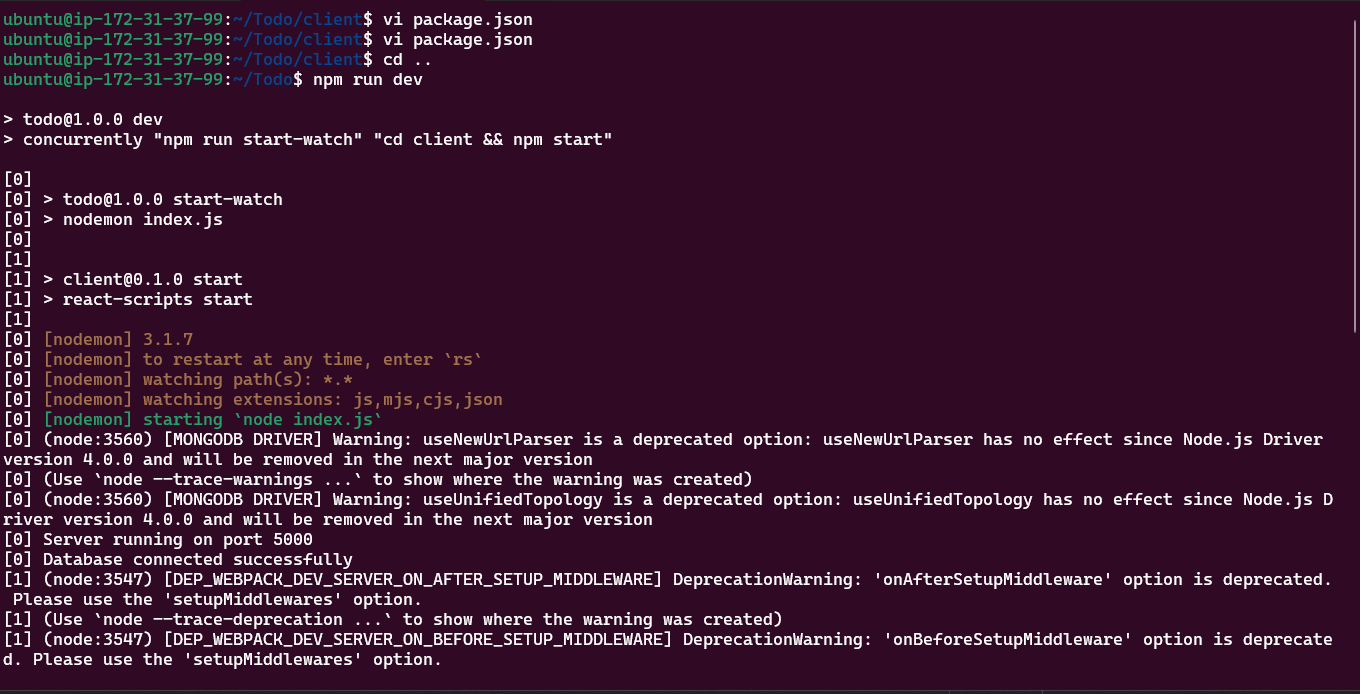 ubuntu@ip-172-31-37-99:~/Todo/client$ vi package.json
ubuntu@ip-172-31-37-99:~/Todo/client$ vi package.json
ubuntu@ip-172-31-37-99:~/Todo/client$ cd ..
ubuntu@ip-172-31-37-99:~/Todo$ npm run dev

> todo@1.0.0 dev
> concurrently "npm run start-watch" "cd client && npm start"

[0]
[0] > todo@1.0.0 start-watch
[0] > nodemon index.js
[0]
[1]
[1] > client@0.1.0 start
[1] > react-scripts start
[1]
[0] [nodemon] 3.1.7
[0] [nodemon] to restart at any time, enter `rs`
[0] [nodemon] watching path(s): *.*
[0] [nodemon] watching extensions: js,mjs,cjs,json
[0] [nodemon] starting `node index.js`
[0] (node:3560) [MONGODB DRIVER] Warning: useNewUrlParser is a deprecated option: useNewUrlParser has no effect since Node.js Driver
version 4.0.0 and will be removed in the next major version
[0] (Use `node --trace-warnings ...` to show where the warning was created)
[0] (node:3560) [MONGODB DRIVER] Warning: useUnifiedTopology is a deprecated option: useUnifiedTopology has no effect since Node.js D
river version 4.0.0 and will be removed in the next major version
[0] Server running on port 5000
[0] Database connected successfully
[1] (node:3547) [DEP_WEBPACK_DEV_SERVER_ON_AFTER_SETUP_MIDDLEWARE] DeprecationWarning: 'onAfterSetupMiddleware' option is deprecated.
 Please use the 'setupMiddlewares' option.
[1] (Use `node --trace-deprecation ...` to show where the warning was created)
[1] (node:3547) [DEP_WEBPACK_DEV_SERVER_ON_BEFORE_SETUP_MIDDLEWARE] DeprecationWarning: 'onBeforeSetupMiddleware' option is deprecate
d. Please use the 'setupMiddlewares' option.